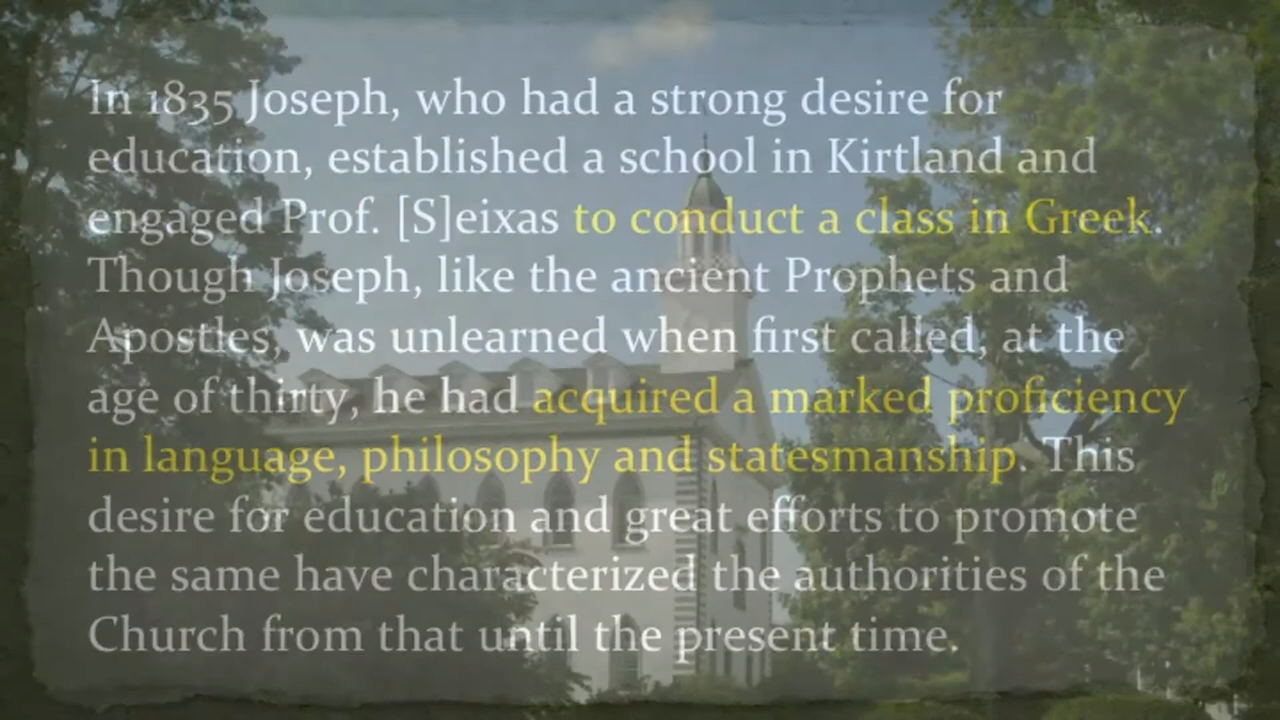 In 1835 Joseph, who had a strong desire for
education, established a school in Kirtland and
engaged Prof. [S]eixas to conduct a class in Greek.
Though Joseph, like the ancient Prophets and
Apostles, was unlearned when first called, at the
age of thirty, he had acquired a marked proficiency
in language, philosophy and statesmanship. This
desire for education and great efforts to promote
the same have characterized the authorities of the
Church from that until the present time.